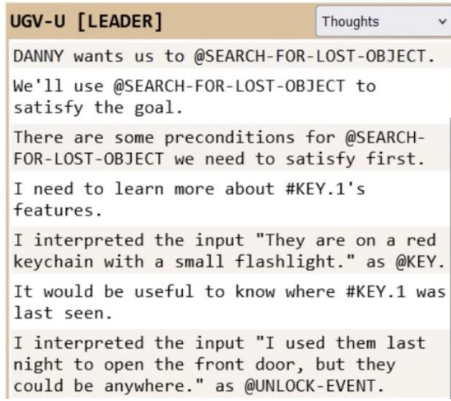 UGV-U [LEADER]
Thoughts
DANNY wants us to @SEARCH-FOR-LOST-OBJECT.
We'll use @SEARCH-FOR-LOST-OBJECT to
satisfy the goal.
There are some preconditions for @SEARCH-
FOR-LOST-OBJECT we need to satisfy first.
I need to learn more about #KEY.1's
features.
I interpreted the input "They are on a red
keychain with a small flashlight." as @KEY.
It would be useful to know where #KEY.1 was
last seen.
I interpreted the input "I used them last
night to open the front door, but they
could be anywhere." as @UNLOCK-EVENT.